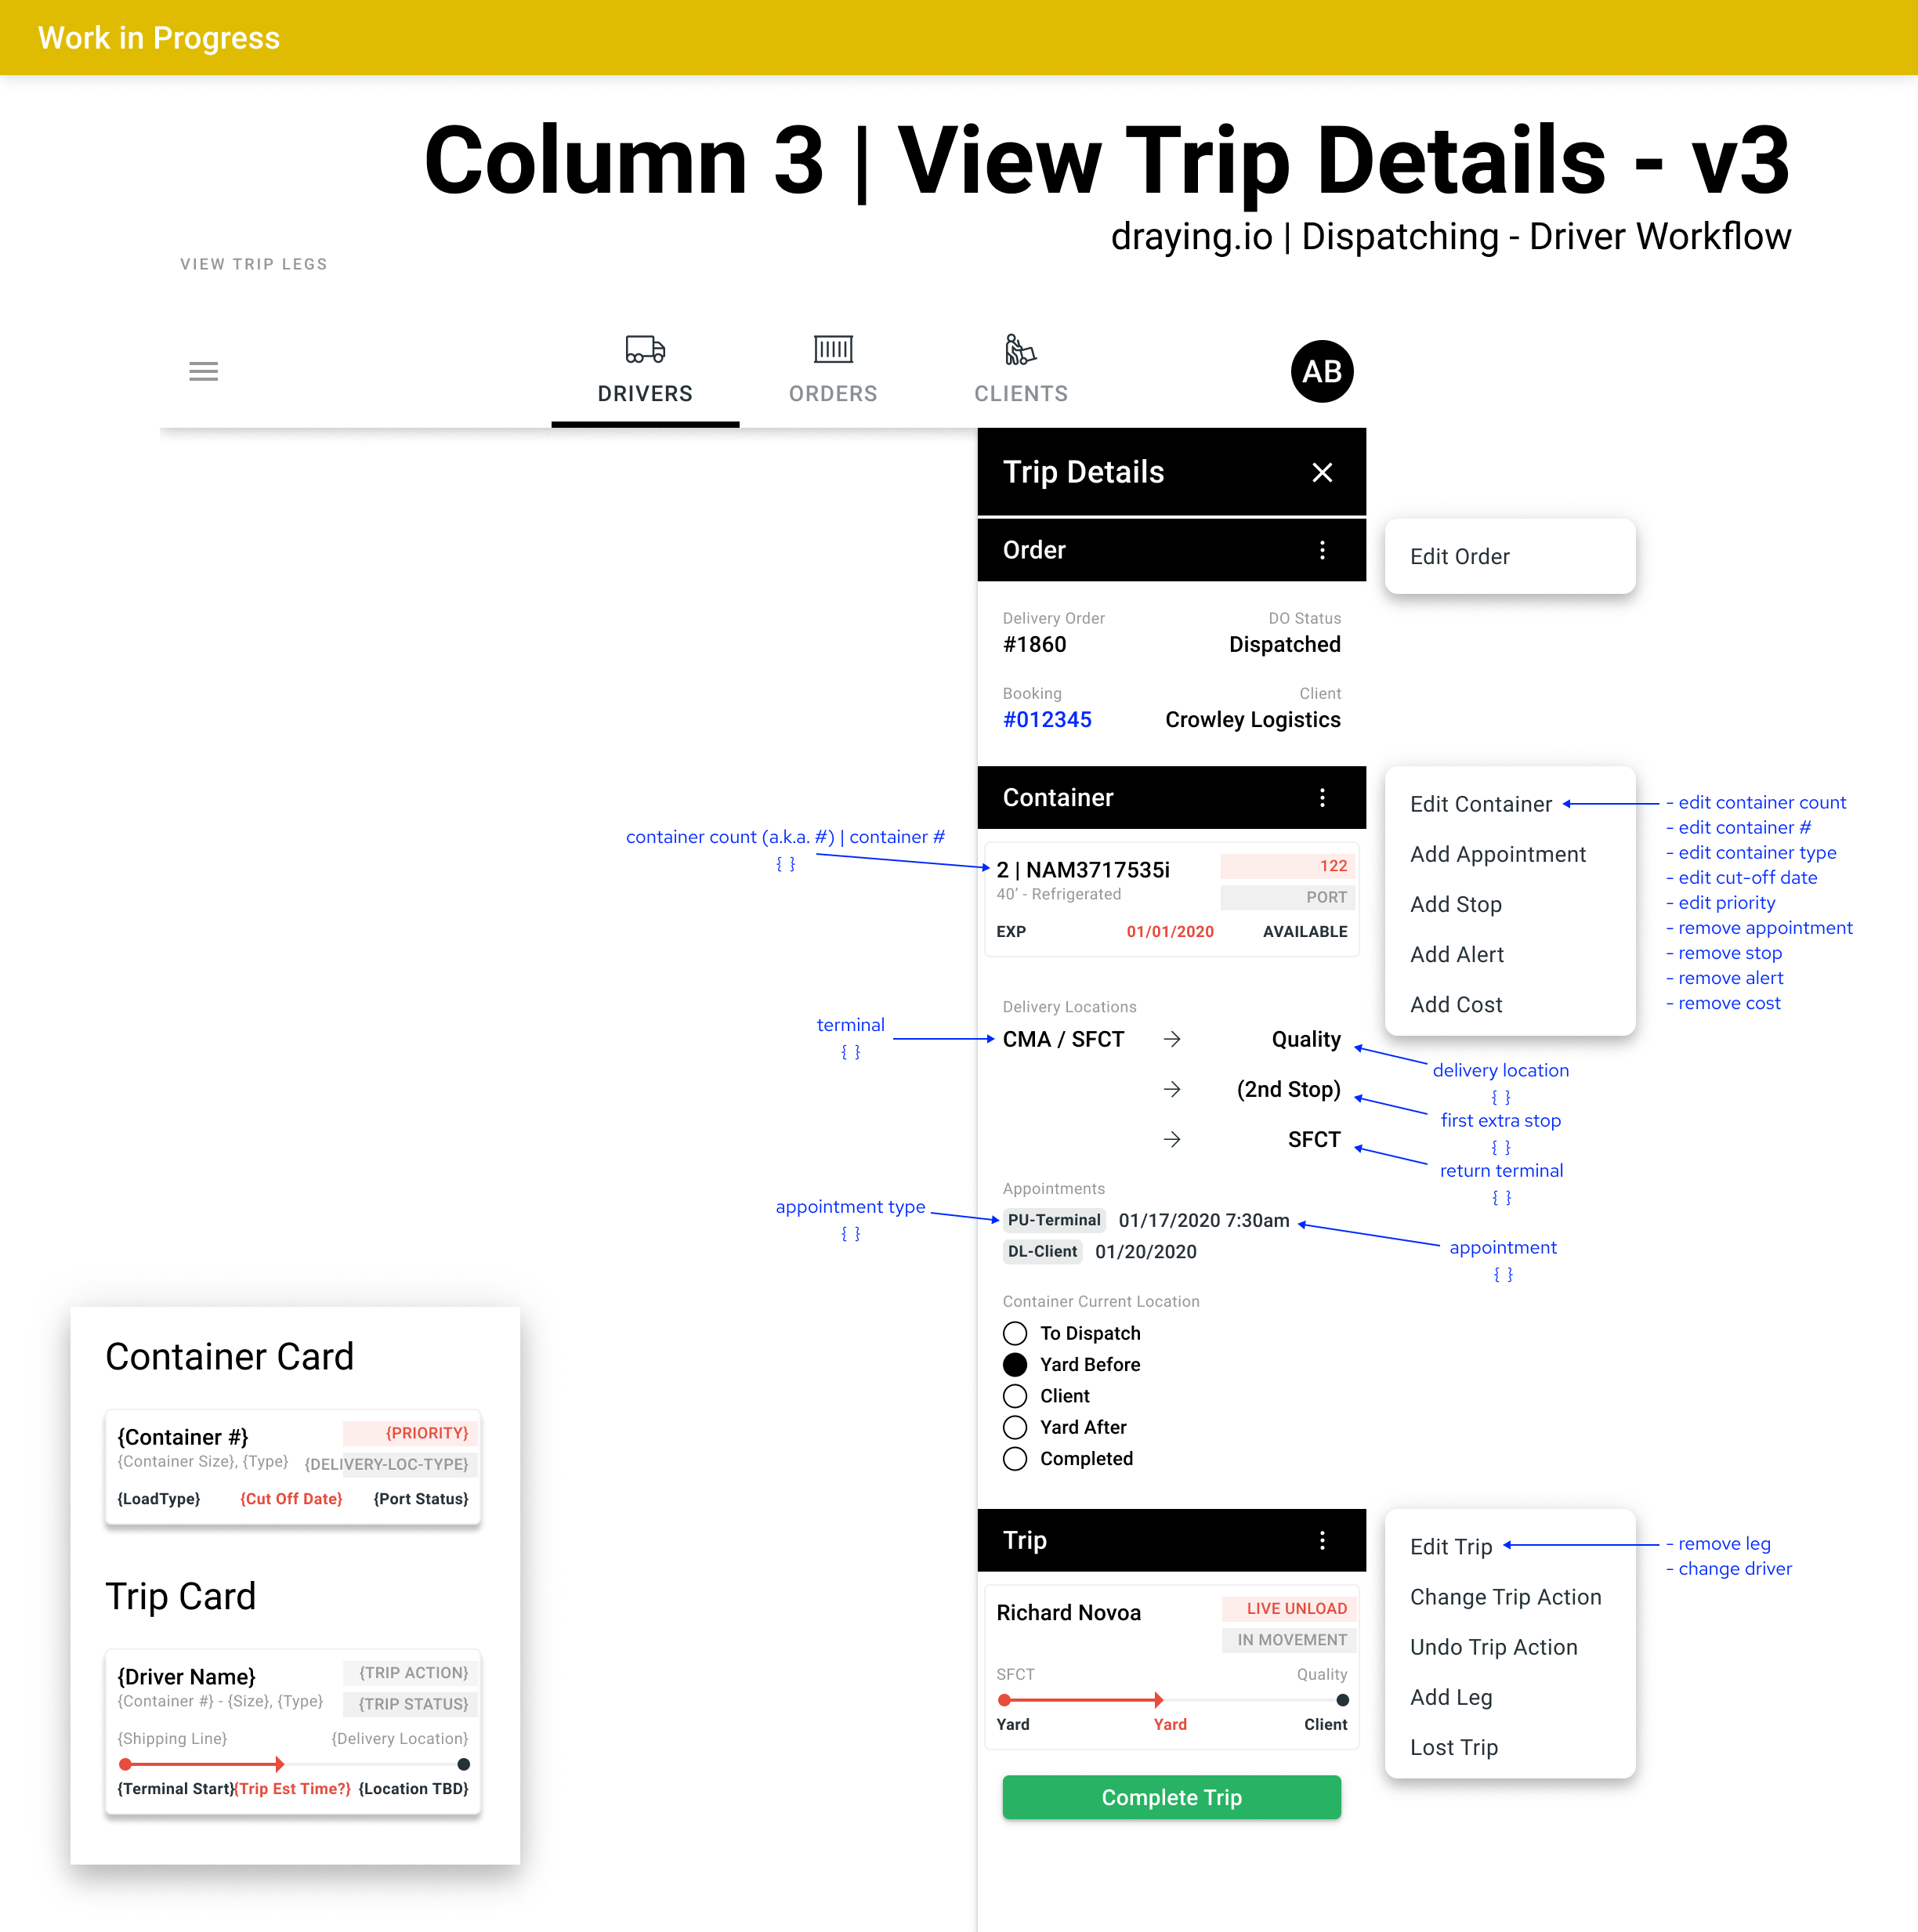 Work in Progress
Column 3 | View Trip Details - v3
draying.io | Dispatching - Driver Workflow
VIEW TRIP LEGS
DRIVERS
ORDERS
CLIENTS
AB
Trip Details
Order
Edit Order
Delivery Order
DO Status
#1860
Dispatched
Booking
Client
#012345
Crowley Logistics
Container
container count (a.k.a. #) | container #
{ }
2 | NAM3717535i
122
40' - Refrigerated
PORT
EXP
01/01/2020
AVAILABLE
Edit Container
Add Appointment
Add Stop
Add Alert
Add Cost
- edit container count
- edit container #
- edit container type
- edit cut-off date
- edit priority
- remove appointment
- remove stop
- remove alert
- remove cost
Delivery Locations
terminal
{ }
CMA / SFCT
Quality
delivery location
{ }
(2nd Stop)
first extra stop
{ }
SFCT
return terminal
{ }
Appointments
appointment type
{ }
PU-Terminal
01/17/2020 7:30am
DL-Client
01/20/2020
appointment
{ }
Container Current Location
To Dispatch
Yard Before
Client
Yard After
Completed
Trip
Edit Trip
Change Trip Action
Undo Trip Action
Add Leg
Lost Trip
- remove leg
- change driver
Richard Novoa
LIVE UNLOAD
IN MOVEMENT
SFCT
Quality
Yard
Yard
Client
Complete Trip
Container Card
{Container #}
{PRIORITY}
{Container Size}, {Type}
{DELIVERY-LOC-TYPE}
{LoadType}
{Cut Off Date}
{Port Status}
Trip Card
{Driver Name}
{TRIP ACTION}
{Container #} - {Size}, {Type}
{TRIP STATUS}
{Shipping Line}
{Delivery Location}
{Terminal Start}
{Trip Est Time?}
{Location TBD}